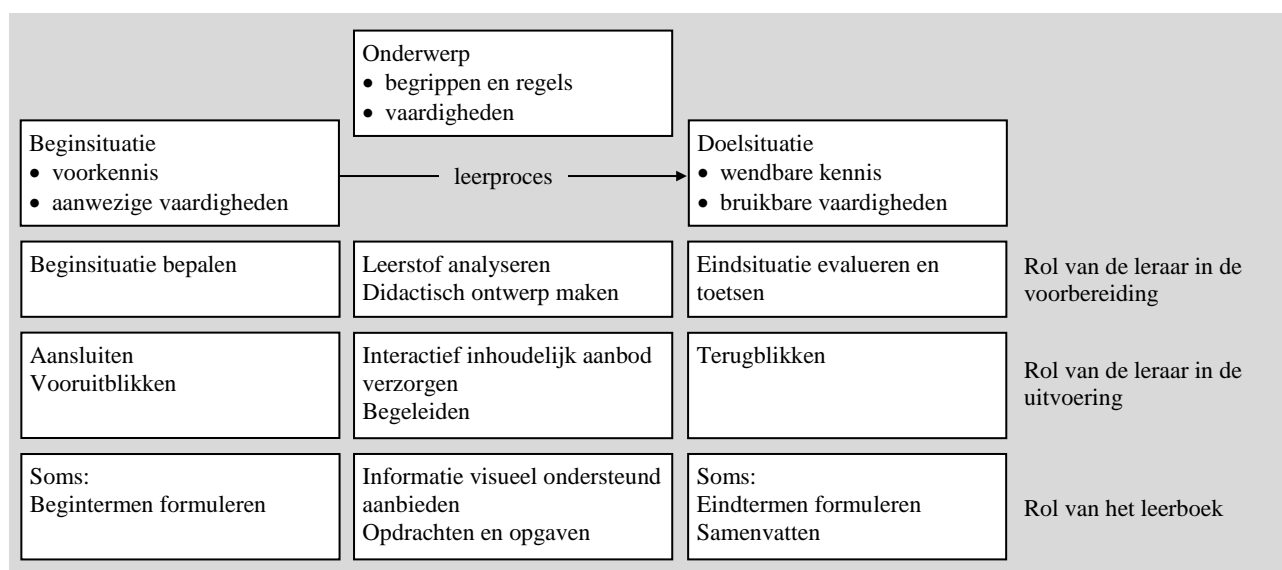 Onderwerp
• begrippen en regels
• vaardigheden
Beginsituatie
• voorkennis
• aanwezige vaardigheden
leerproces
Doelsituatie
• wendbare kennis
• bruikbare vaardigheden
Beginsituatie bepalen
Leerstof analyseren
Didactisch ontwerp maken
Eindsituatie evalueren en
toetsen
Rol van de leraar in de
voorbereiding
Aansluiten
Vooruitblikken
Interactief inhoudelijk aanbod
verzorgen
Begeleiden
Terugblikken
Rol van de leraar in de
uitvoering
Soms:
Begintermen formuleren
Informatie visueel ondersteund
aanbieden
Opdrachten en opgaven
Soms:
Eindtermen formuleren
Samenvatten
Rol van het leerboek